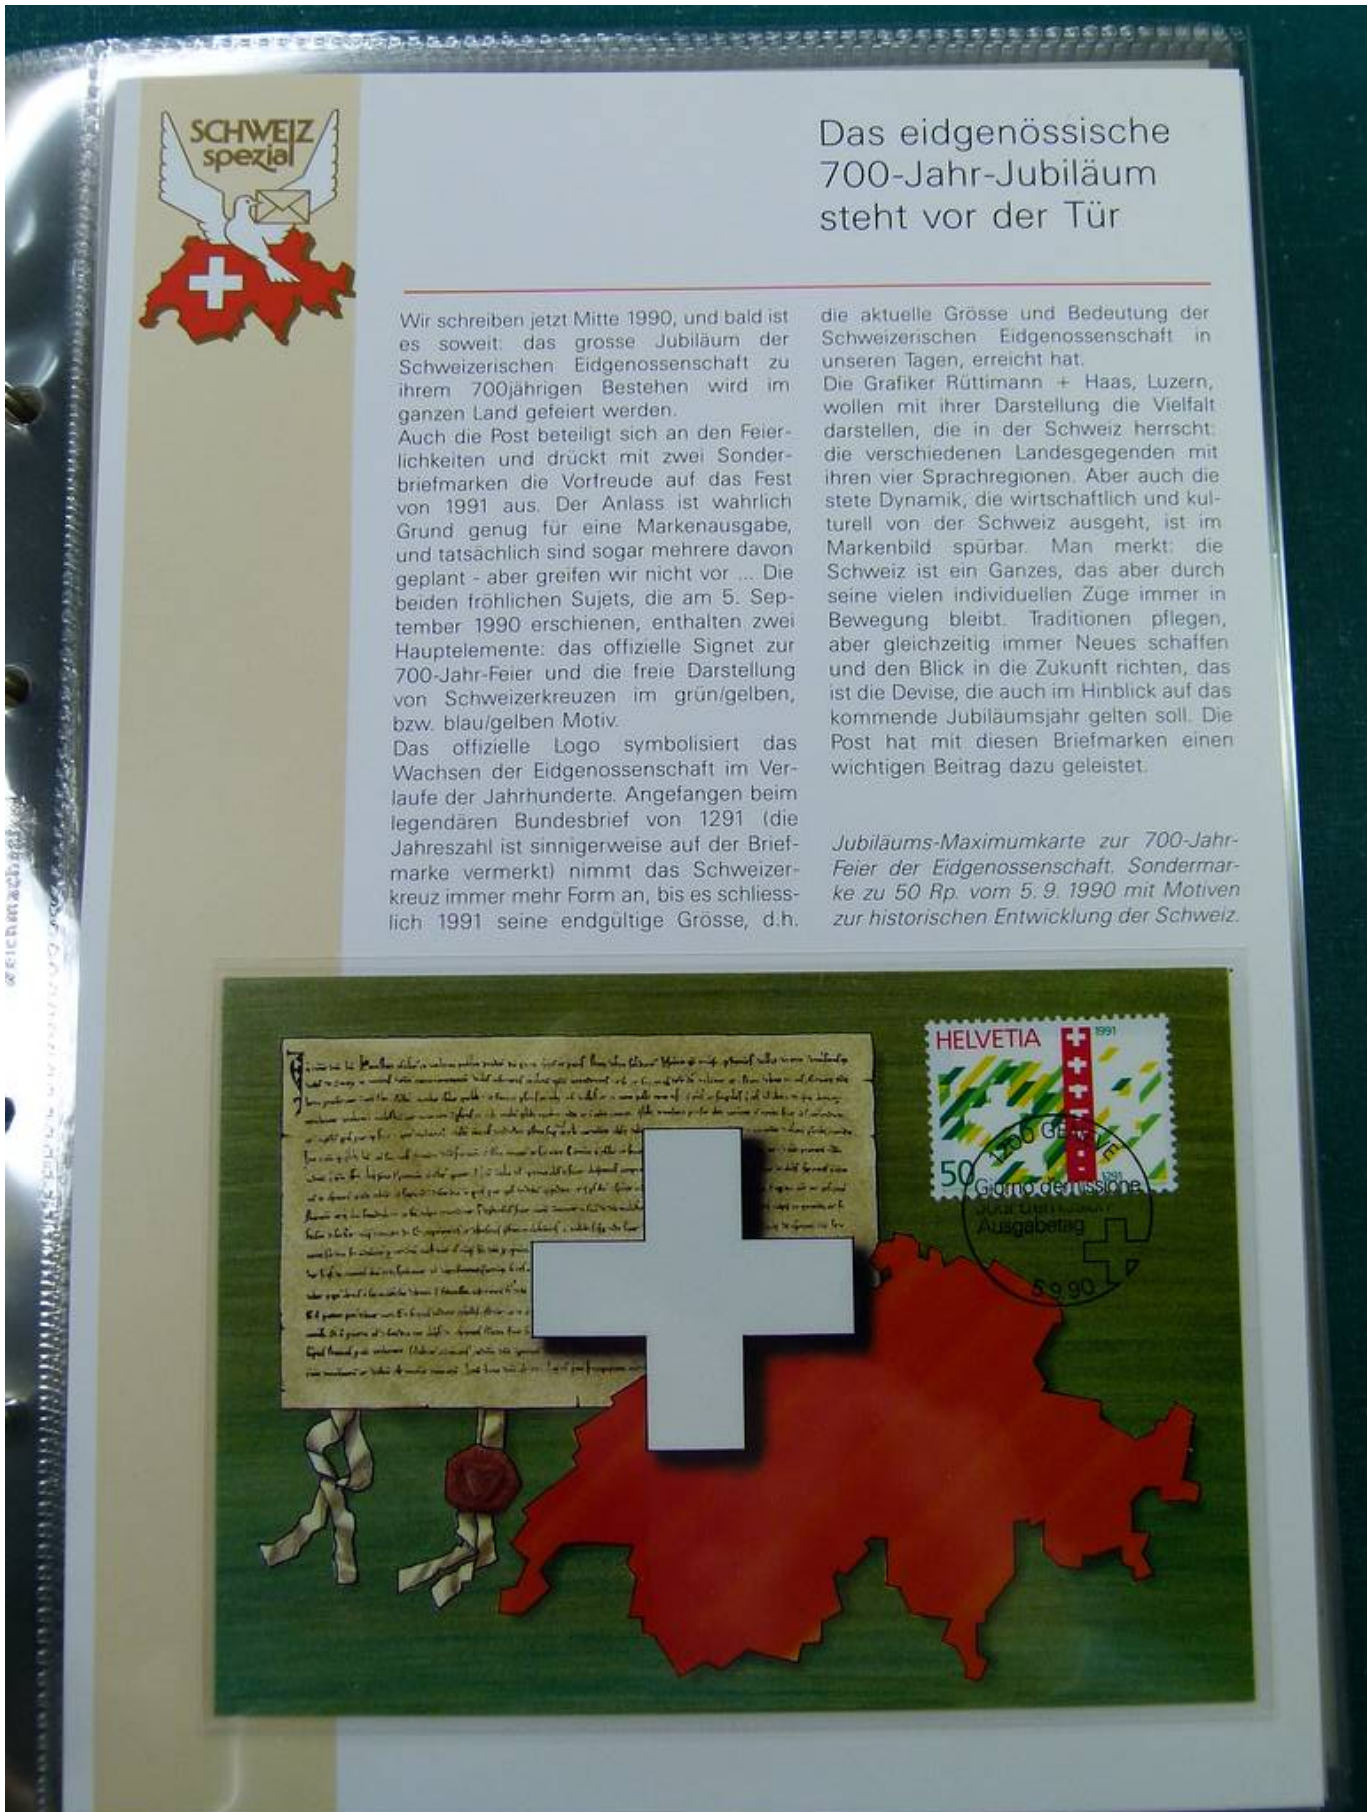 SCHWEIZ
spezial
Das eidgenössische
700-Jahr-Jubiläum
steht vor der Tür
Wir schreiben jetzt Mitte 1990, und bald ist
es soweit: das grosse Jubiläum der
Schweizerischen Eidgenossenschaft zu
ihrem 700jährigen Bestehen wird im
ganzen Land gefeiert werden.
Auch die Post beteiligt sich an den Feier-
lichkeiten und drückt mit zwei Sonder-
briefmarken die Vorfreude auf das Fest
von 1991 aus. Der Anlass ist wahrlich
Grund genug für eine Markenausgabe,
und tatsächlich sind sogar mehrere davon
geplant - aber greifen wir nicht vor ... Die
beiden fröhlichen Sujets, die am 5. Sep-
tember 1990 erschienen, enthalten zwei
Hauptelemente: das offizielle Signet zur
700-Jahr-Feier und die freie Darstellung
von Schweizerkreuzen im grün/gelben,
bzw. blau/gelben Motiv.
Das offizielle Logo symbolisiert das
Wachsen der Eidgenossenschaft im Ver-
laufe der Jahrhunderte. Angefangen beim
legendären Bundesbrief von 1291 (die
Jahreszahl ist sinnigerweise auf der Brief-
marke vermerkt) nimmt das Schweizer-
kreuz immer mehr Form an, bis es schliess-
lich 1991 seine endgültige Grösse, d.h.
die aktuelle Grösse und Bedeutung der
Schweizerischen Eidgenossenschaft in
unseren Tagen, erreicht hat.
Die Grafiker Rüttimann + Haas, Luzern,
wollen mit ihrer Darstellung die Vielfalt
darstellen, die in der Schweiz herrscht:
die verschiedenen Landesgegenden mit
ihren vier Sprachregionen. Aber auch die
stete Dynamik, die wirtschaftlich und kul-
turell von der Schweiz ausgeht, ist im
Markenbild spürbar. Man merkt: die
Schweiz ist ein Ganzes, das aber durch
seine vielen individuellen Züge immer in
Bewegung bleibt. Traditionen pflegen,
aber gleichzeitig immer Neues schaffen
und den Blick in die Zukunft richten, das
ist die Devise, die auch im Hinblick auf das
kommende Jubiläumsjahr gelten soll. Die
Post hat mit diesen Briefmarken einen
wichtigen Beitrag dazu geleistet.
Jubiläums-Maximumkarte zur 700-Jahr-
Feier der Eidgenossenschaft. Sondermar-
ke zu 50 Rp. vom 5. 9. 1990 mit Motiven
zur historischen Entwicklung der Schweiz.
HELVETIA
1991
50
1291
1200 GENÈVE
Giorno d'emissione
Jour d'émission
Ausgabetag
5.9.90